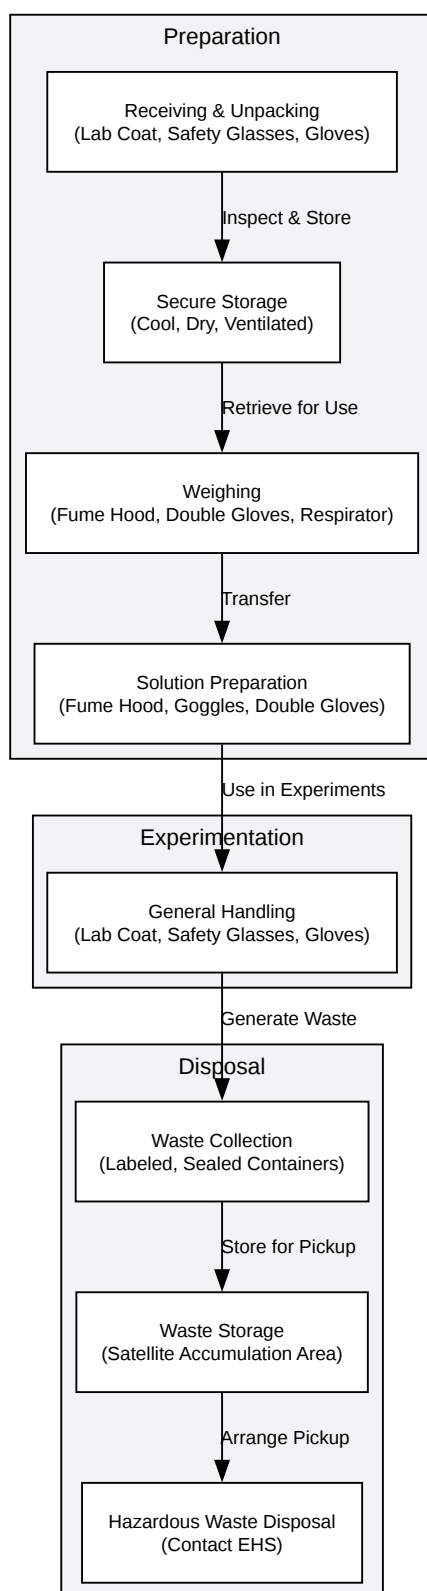 Preparation
Receiving & Unpacking
(Lab Coat, Safety Glasses, Gloves)
Inspect & Store
Secure Storage
(Cool, Dry, Ventilated)
Retrieve for Use
Weighing
(Fume Hood, Double Gloves, Respirator)
Transfer
Solution Preparation
(Fume Hood, Goggles, Double Gloves)
Use in Experiments
Experimentation
General Handling
(Lab Coat, Safety Glasses, Gloves)
Generate Waste
Disposal
Waste Collection
(Labeled, Sealed Containers)
Store for Pickup
Waste Storage
(Satellite Accumulation Area)
Arrange Pickup
Hazardous Waste Disposal
(Contact EHS)